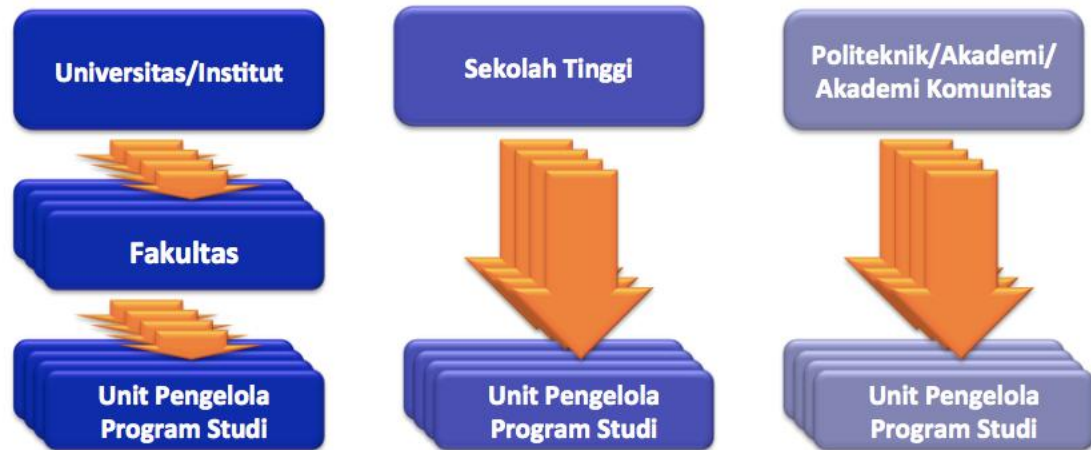 Universitas/Institut
Sekolah Tinggi
Politeknik/Akademi/
Akademi Komunitas
Fakultas
Unit Pengelola
Program Studi
Unit Pengelola
Program Studi
Unit Pengelola
Program Studi